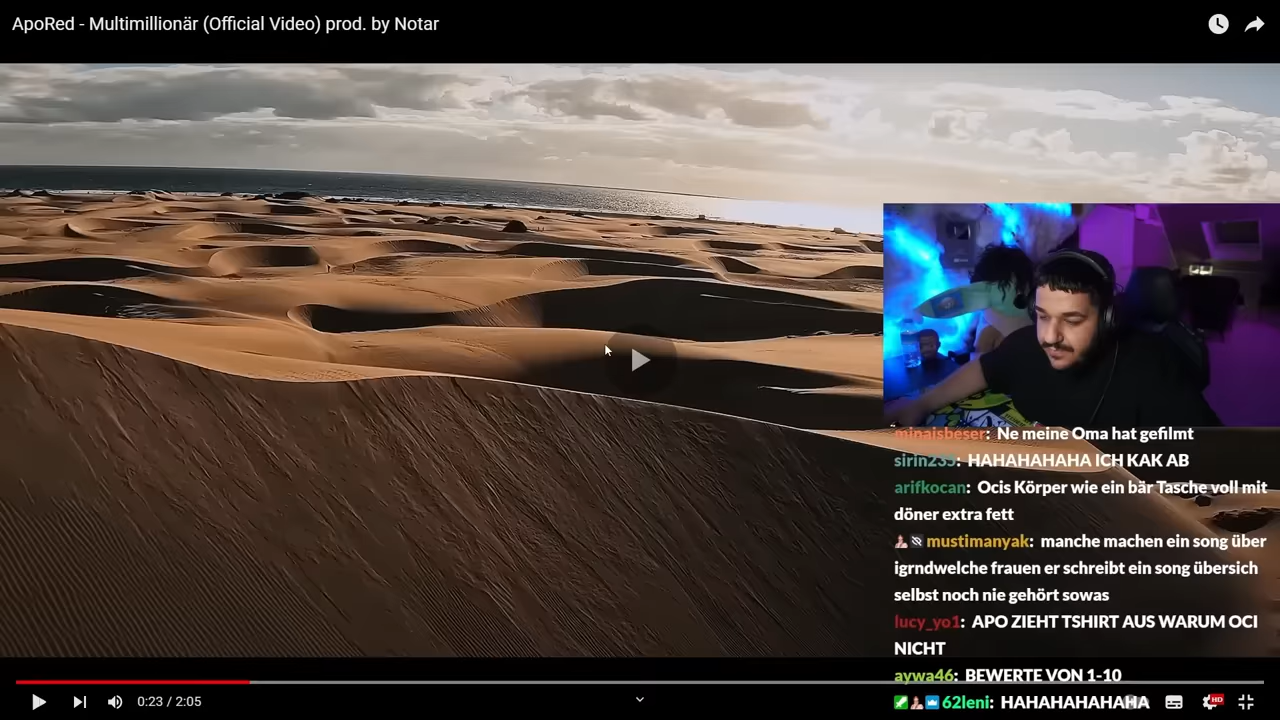 ApoRed - Multimillionär (Official Video) prod. by Notar
minaisbeser: Ne meine Oma hat gefilmt
sirin235: HAHAHAHAHA ICH KAK AB
arifkocan: Ocis Körper wie ein bär Tasche voll mit
döner extra fett
mustimanyak: manche machen ein song über
igrndwelche frauen er schreibt ein song übersich
selbst noch nie gehört sowas
lucy_yo1: APO ZIEHT TSHIRT AUS WARUM OCI
NICHT
aywa46: BEWERTE VON 1-10
62leni: HAHAHAHAHAHA
0:23 / 2:05
HD